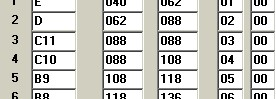 1 E 040 062 01 00
2 D 062 088 02 00
3 C11 088 088 03 00
4 C10 088 108 04 00
5 B9 108 118 05 00
6 B8 118 136 06 00